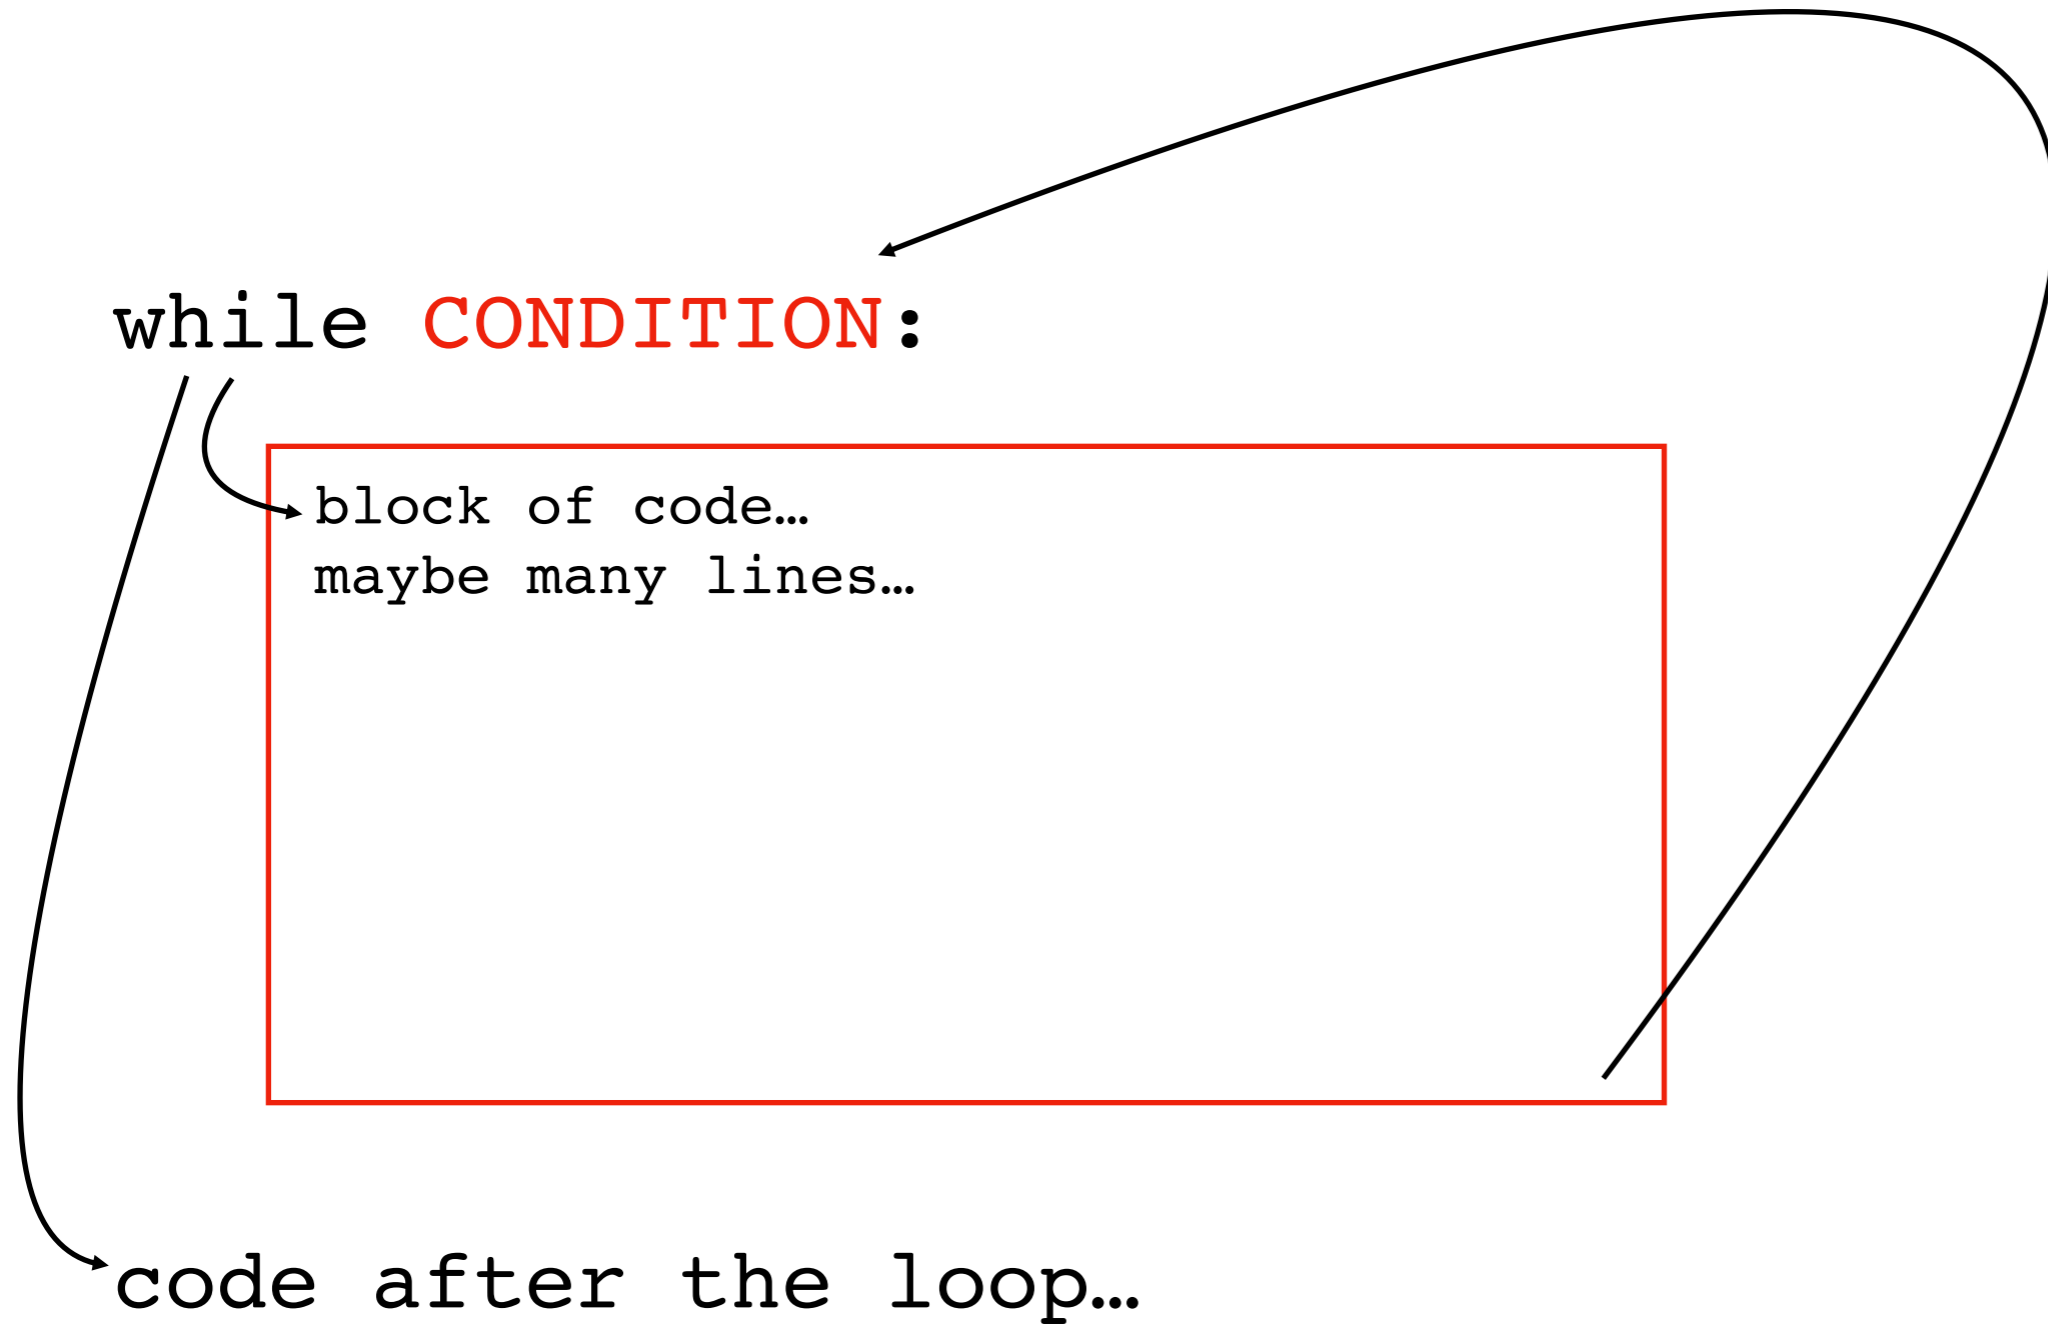 while CONDITION:
block of code…
maybe many lines…
code after the loop…